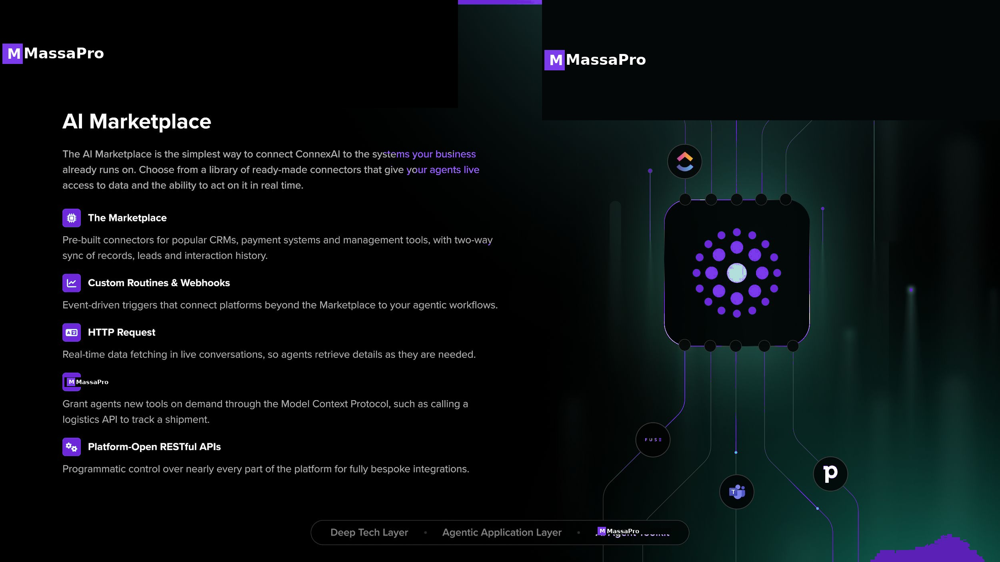 M MassaPro
M MassaPro
AI Marketplace
The AI Marketplace is the simplest way to connect ConnexAI to the systems your business
already runs on. Choose from a library of ready-made connectors that give your agents live
access to data and the ability to act on it in real time.
The Marketplace
Pre-built connectors for popular CRMs, payment systems and management tools, with two-way
sync of records, leads and interaction history.
Custom Routines & Webhooks
Event-driven triggers that connect platforms beyond the Marketplace to your agentic workflows.
HTTP Request
Real-time data fetching in live conversations, so agents retrieve details as they are needed.
M MassaPro
Grant agents new tools on demand through the Model Context Protocol, such as calling a
logistics API to track a shipment.
Platform-Open RESTful APIs
Programmatic control over nearly every part of the platform for fully bespoke integrations.
FUSE
p
T
Deep Tech Layer • Agentic Application Layer • M MassaPro